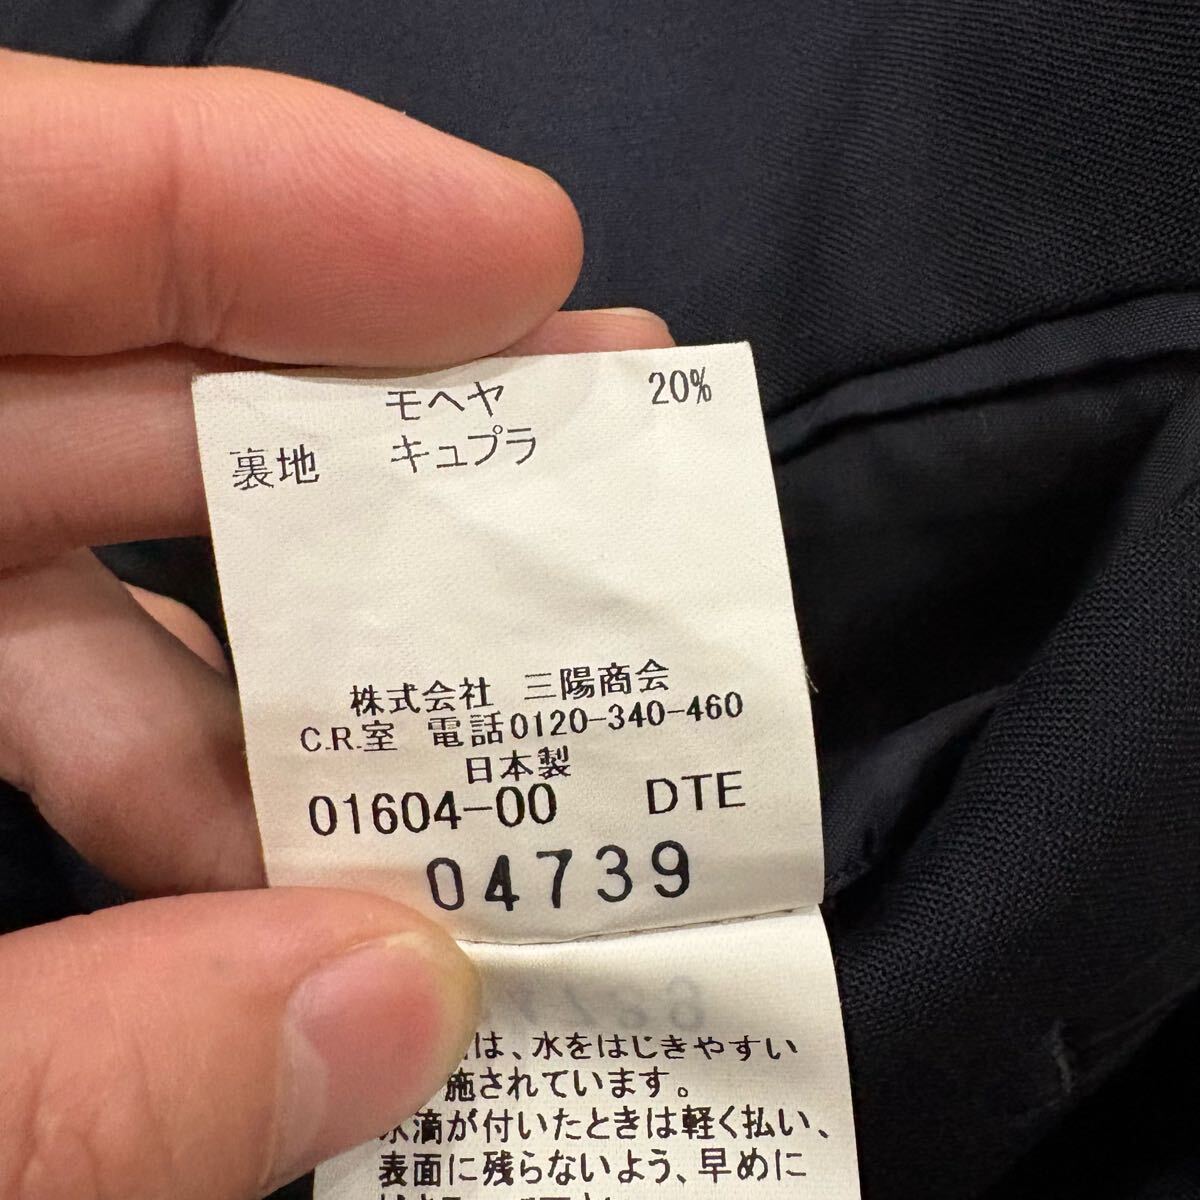 モヘヤ 20%
裏地 キュプラ
株式会社 三陽商会
C.R.室 電話0120-340-460
日本製
01604-00 DTE
04739
は、水をはじきやすい
施されています。
水滴が付いたときは軽く払い、
表面に残らないよう、早めに